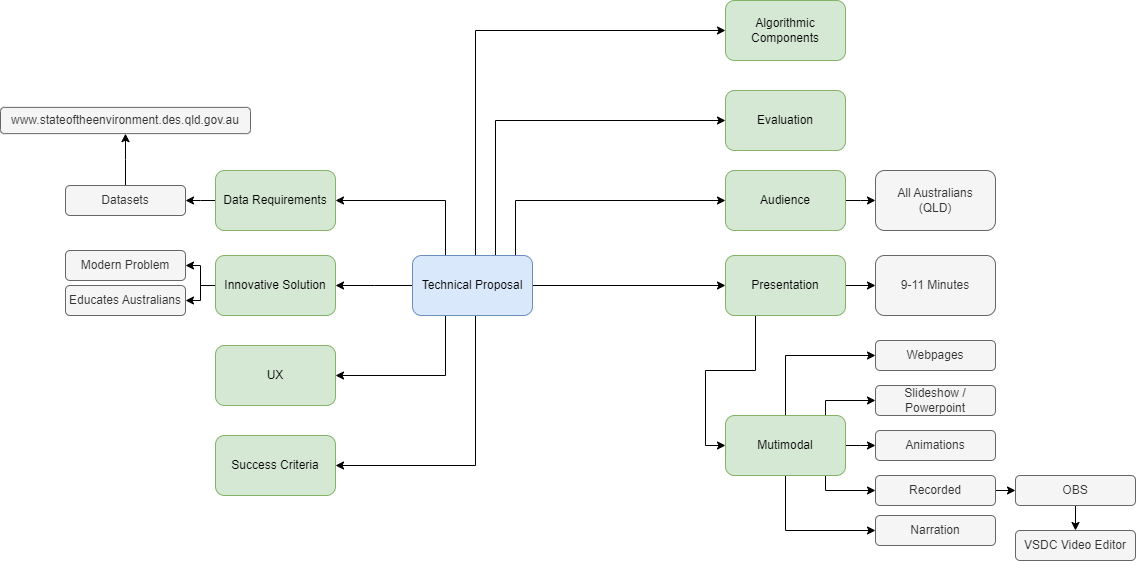 Algorithmic
Components
www.stateoftheenvironment.des.qld.gov.au
Evaluation
Datasets
Data Requirements
Audience
All Australians
(QLD)
Modern Problem
Educates Australians
Innovative Solution
Technical Proposal
Presentation
9-11 Minutes
UX
Webpages
Slideshow /
Powerpoint
Success Criteria
Mutimodal
Animations
Recorded
OBS
Narration
VSDC Video Editor